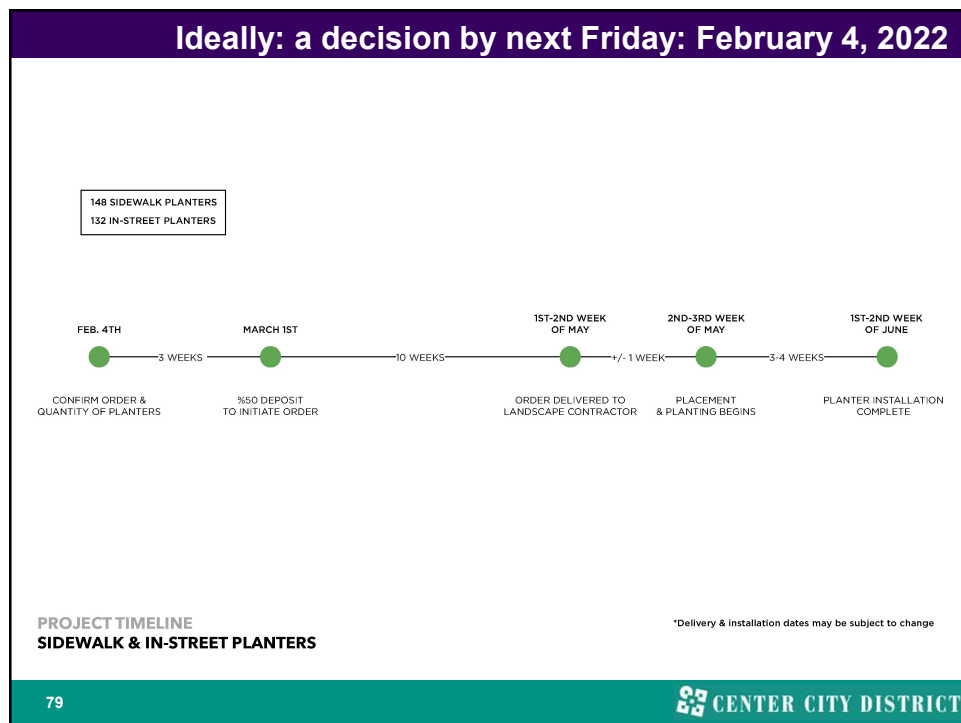 Ideally: a decision by next Friday: February 4, 2022
148 SIDEWALK PLANTERS
132 IN-STREET PLANTERS
FEB. 4TH
3 WEEKS
MARCH 1ST
10 WEEKS
1ST-2ND WEEK
OF MAY
+/- 1 WEEK
2ND-3RD WEEK
OF MAY
3-4 WEEKS
1ST-2ND WEEK
OF JUNE
CONFIRM ORDER &
QUANTITY OF PLANTERS
%50 DEPOSIT
TO INITIATE ORDER
ORDER DELIVERED TO
LANDSCAPE CONTRACTOR
PLACEMENT
& PLANTING BEGINS
PLANTER INSTALLATION
COMPLETE
PROJECT TIMELINE
SIDEWALK & IN-STREET PLANTERS
*Delivery & installation dates may be subject to change
79
CENTER CITY DISTRICT